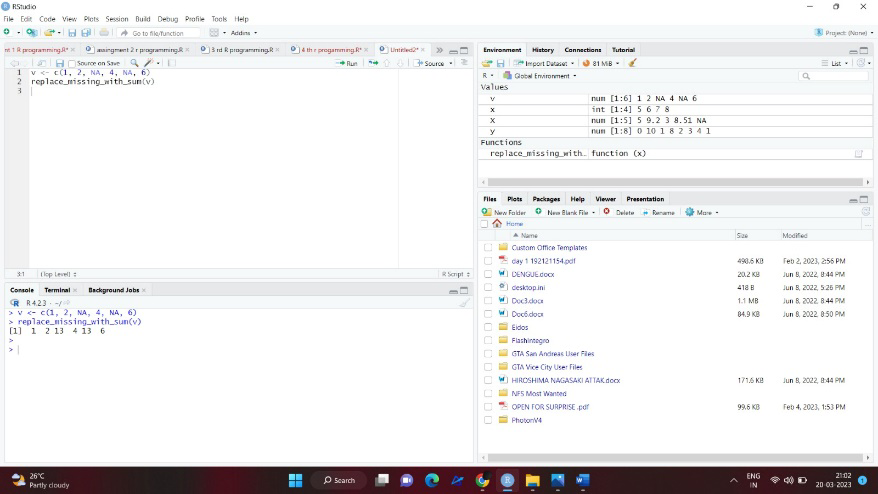 RStudio
File Edit Code View Plots Session Build Debug Profile Tools Help
Go to file/function Addins Project: (None)
nt 1 R programming.R* assingment 2 r programming.R 3 rd R programming.R 4 th r programing.R* Untitled2*
Source on Save Run Source
1 v <- c(1, 2, NA, 4, NA, 6)
2 replace_missing_with_sum(v)
3
3:1 (Top Level) R Script
Console Terminal Background Jobs
R 4.2.3 · ~/
> v <- c(1, 2, NA, 4, NA, 6)
> replace_missing_with_sum(v)
[1] 1 2 13 4 13 6
>
>
Environment History Connections Tutorial
Import Dataset 81 MiB List
R Global Environment
Values
v num [1:6] 1 2 NA 4 NA 6
x int [1:4] 5 6 7 8
X num [1:5] 5 9.2 3 8.51 NA
y num [1:8] 0 10 1 8 2 3 4 1
Functions
replace_missing_with… function (x)
Files Plots Packages Help Viewer Presentation
New Folder New Blank File Delete Rename More
Home
Name Size Modified
Custom Office Templates
day 1 192121154.pdf 498.6 KB Feb 2, 2023, 2:56 PM
DENGUE.docx 20.2 KB Jun 8, 2022, 8:44 PM
desktop.ini 418 B Jun 8, 2022, 5:26 PM
Doc3.docx 1.1 MB Jun 8, 2022, 8:44 PM
Doc6.docx 84.9 KB Jun 8, 2022, 8:50 PM
Eidos
FlashIntegro
GTA San Andreas User Files
GTA Vice City User Files
HIROSHIMA NAGASAKI ATTAK.docx 171.6 KB Jun 8, 2022, 8:44 PM
NFS Most Wanted
OPEN FOR SURPRISE .pdf 99.6 KB Feb 4, 2023, 1:53 PM
PhotonV4
26°C
Partly cloudy
Search
ENG
IN
21:02
20-03-2023